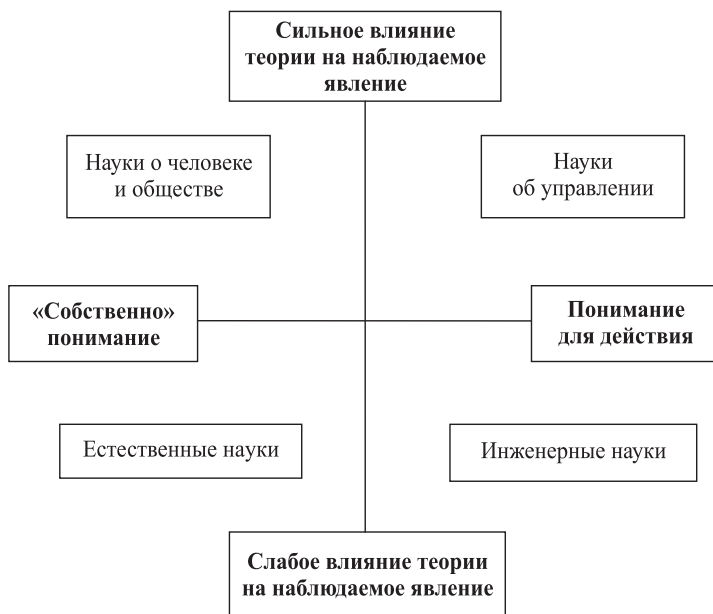 Сильное влияние
теории на наблюдаемое
явление
Науки о человеке
и обществе
Науки
об управлении
«Собственно»
понимание
Понимание
для действия
Естественные науки
Инженерные науки
Слабое влияние теории
на наблюдаемое явление